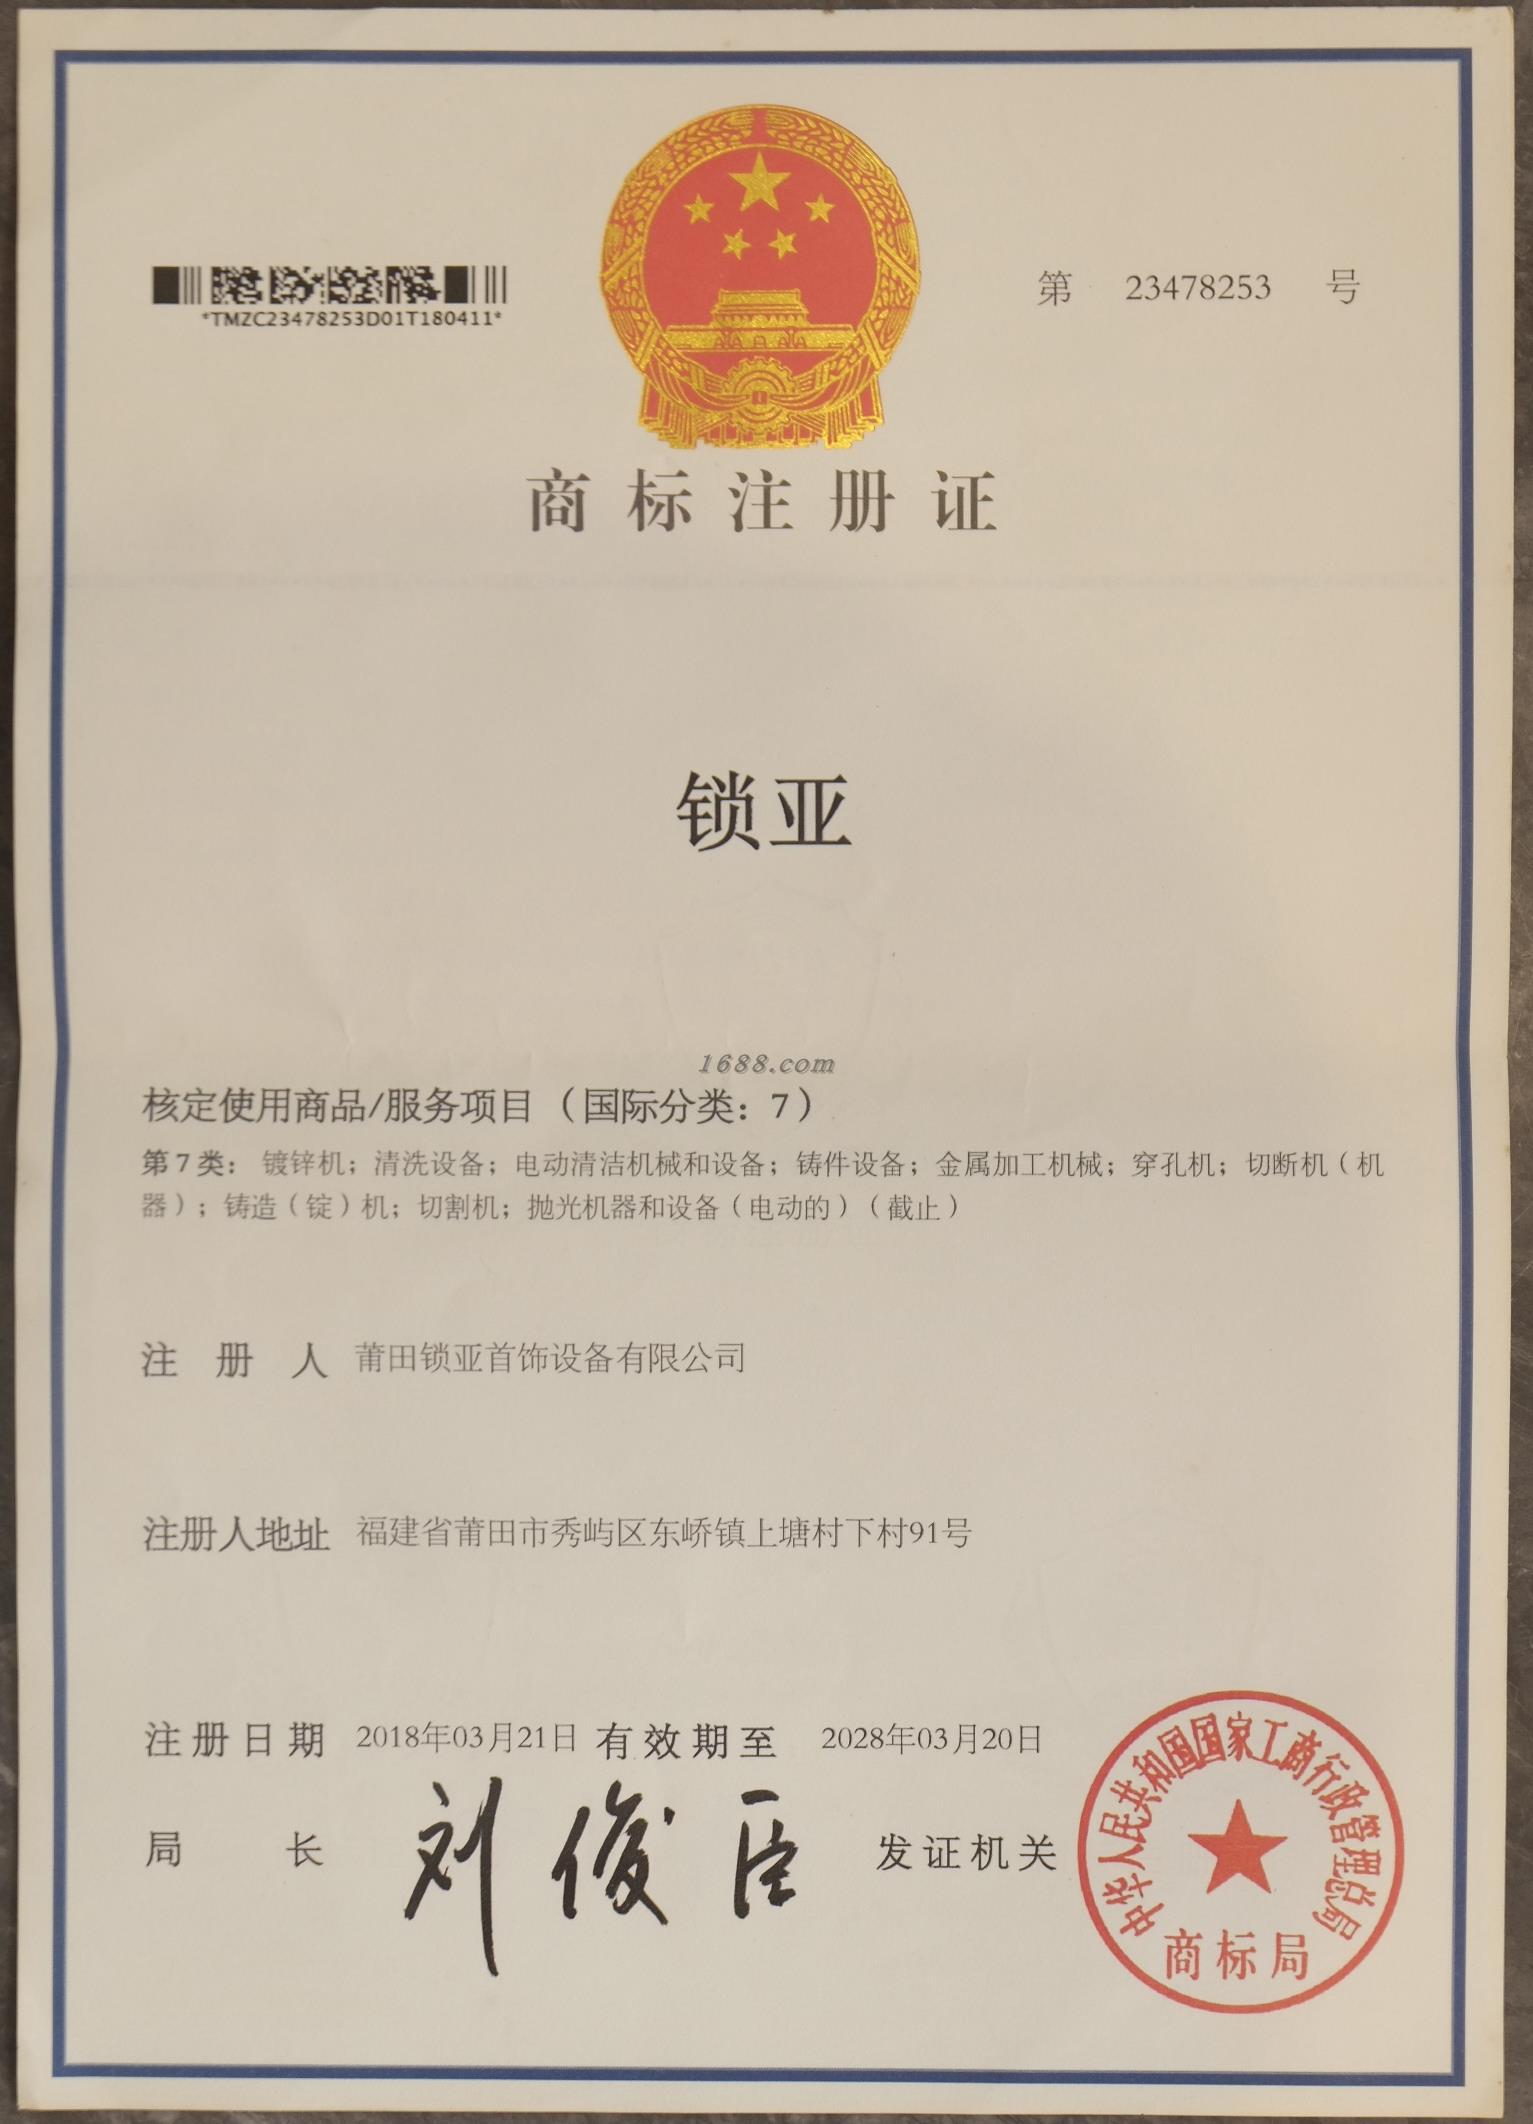 *TMZC23478253D01T180411*
第 23478253 号
商标注册证
锁亚
1688.com
核定使用商品/服务项目（国际分类：7）
第7类：镀锌机；清洗设备；电动清洁机械和设备；铸件设备；金属加工机械；穿孔机；切断机（机
器）；铸造（锭）机；切割机；抛光机器和设备（电动的）（截止）
注册人 莆田锁亚首饰设备有限公司
注册人地址 福建省莆田市秀屿区东峤镇上塘村下村91号
注册日期 2018年03月21日 有效期至 2028年03月20日
局长 刘俊臣 发证机关
中华人民共和国国家工商行政管理总局
商标局